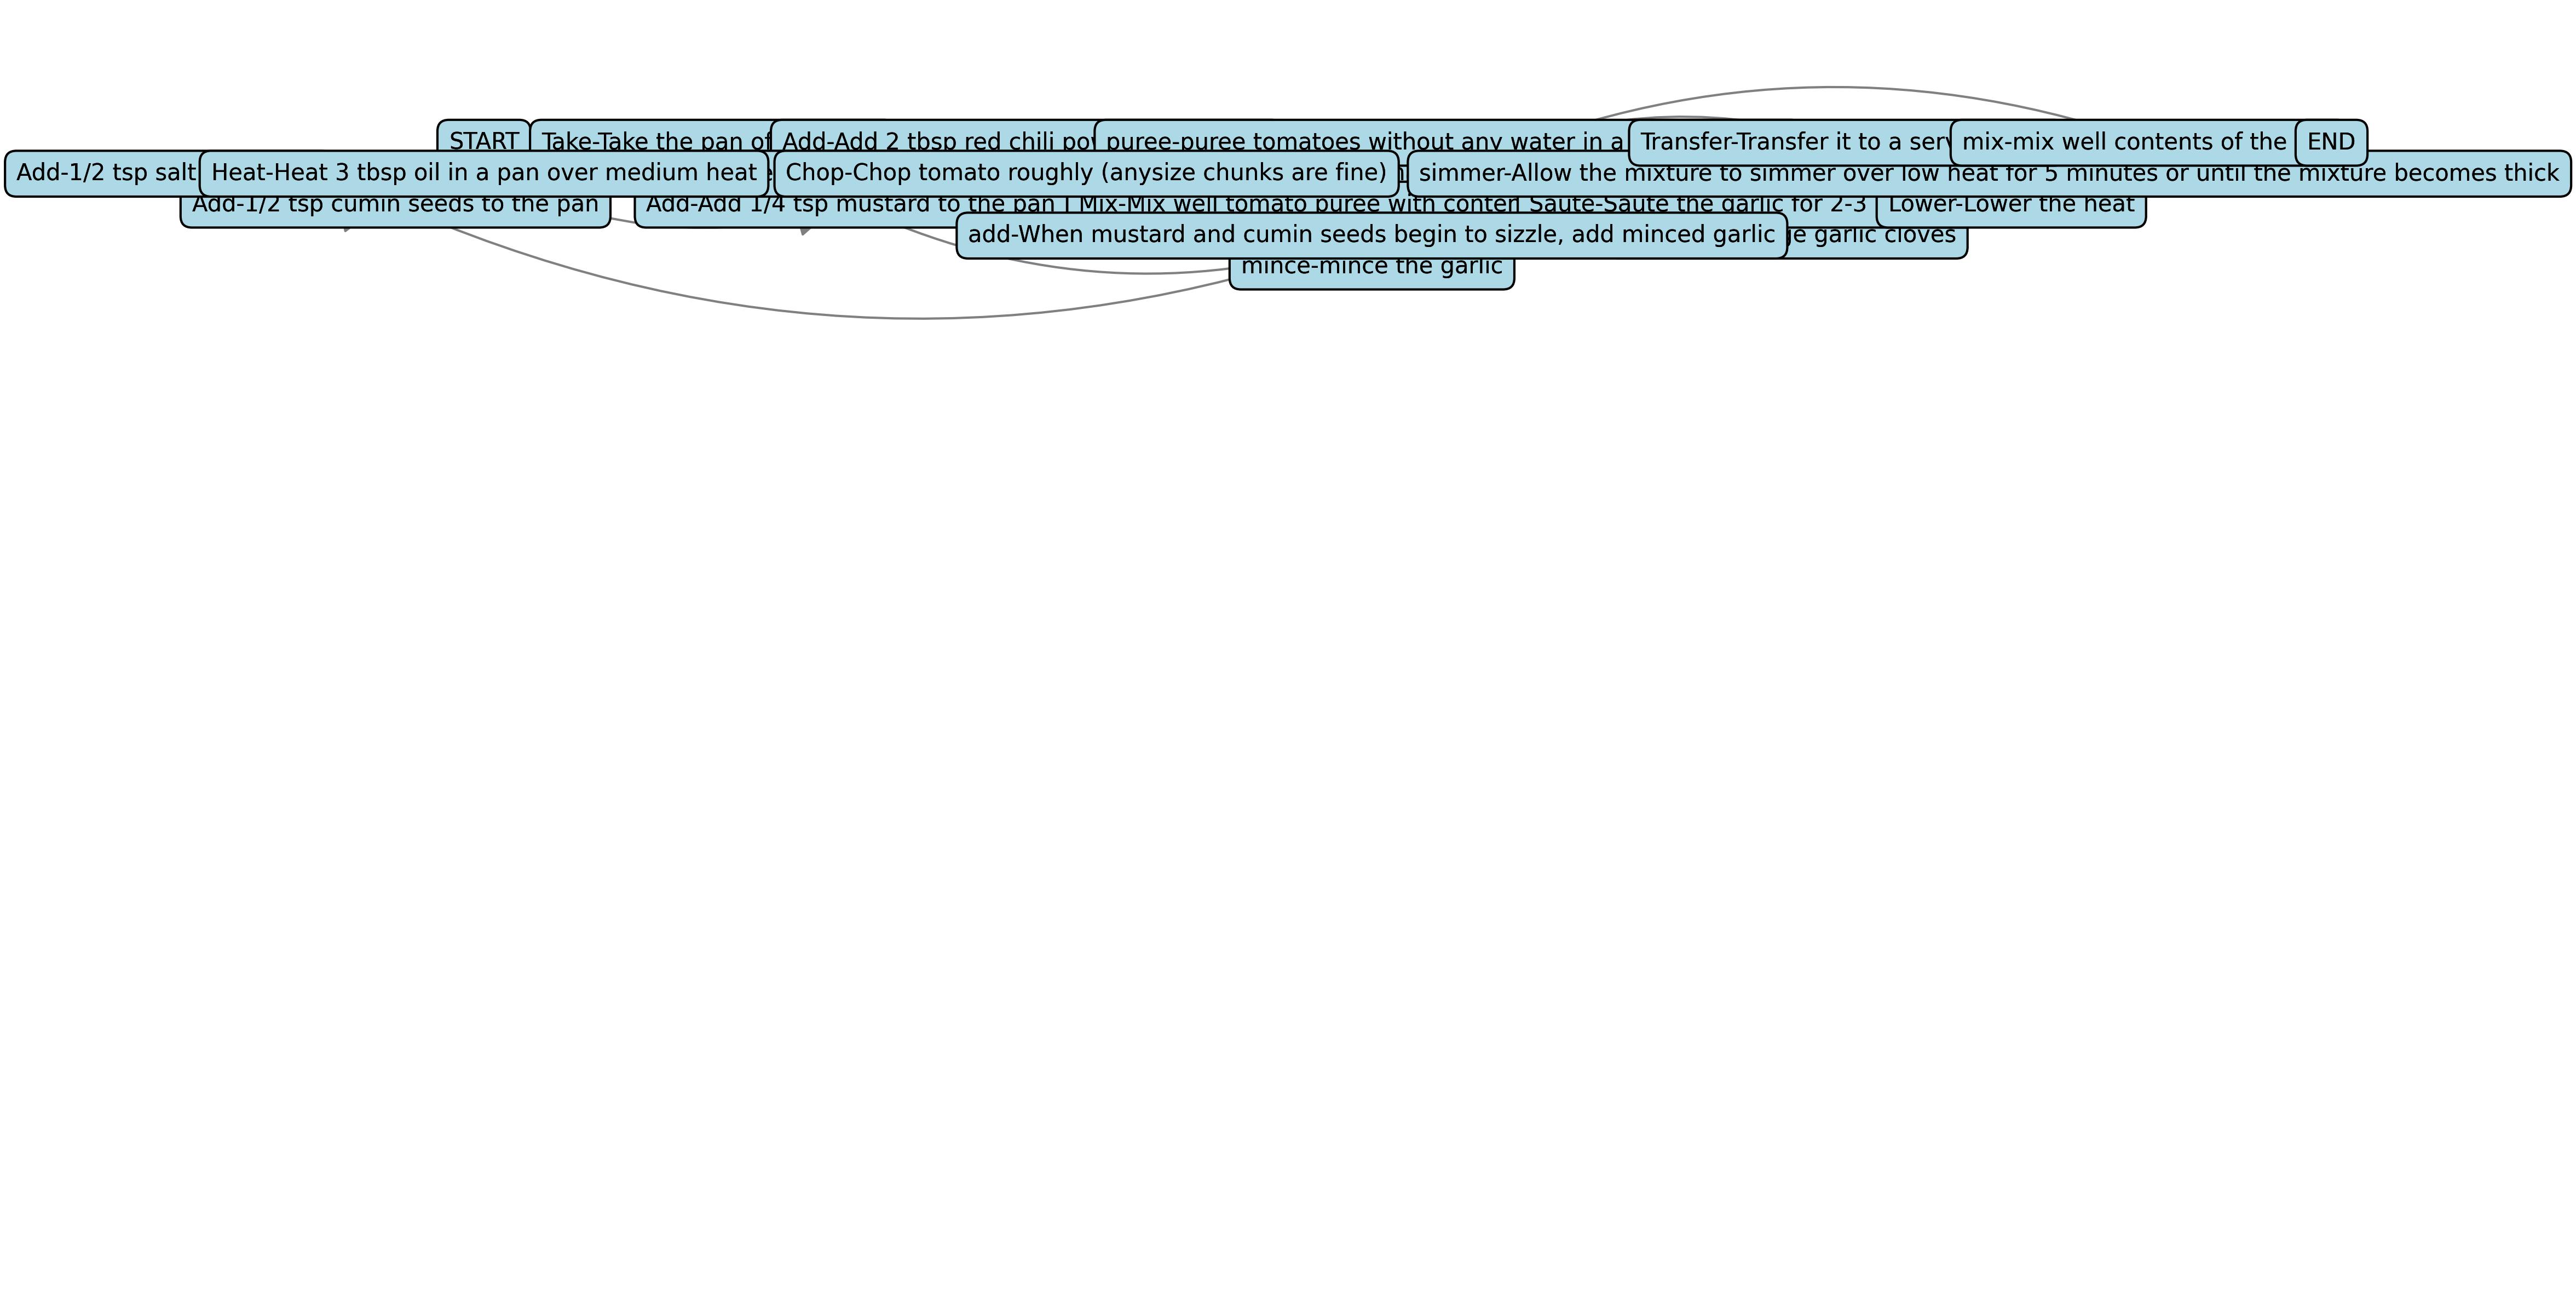 START
Take-Take the pan of
Add-Add 2 tbsp red chili
puree-puree tomatoes without any water in a
Transfer-Transfer it to a
mix-mix well contents of the
END
Add-1/2 tsp salt
Heat-Heat 3 tbsp oil in a pan over medium heat
Chop-Chop tomato roughly (anysize chunks are fine)
simmer-Allow the mixture to simmer over low heat for 5 minutes or until the mixture becomes thick
Add-1/2 tsp cumin seeds to the pan
Add-Add 1/4 tsp mustard to the pan
Mix-Mix well tomato puree with
Saute-Saute the garlic for 2-3
Lower-Lower the heat
add-When mustard and cumin seeds begin to sizzle, add minced garlic
garlic cloves
mince-mince the garlic